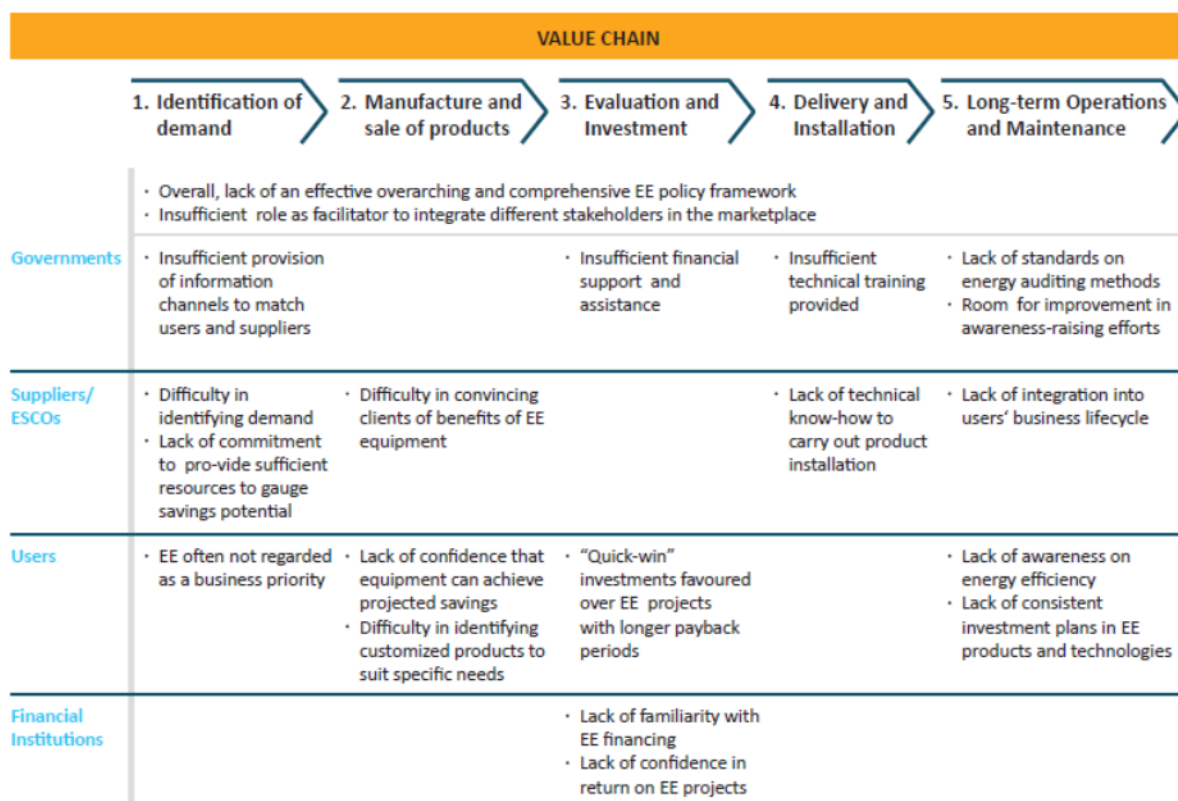 VALUE CHAIN
1. Identification of
demand
2. Manufacture and
sale of products
3. Evaluation and
Investment
4. Delivery and
Installation
5. Long-term Operations
and Maintenance
· Overall, lack of an effective overarching and comprehensive EE policy framework
· Insufficient role as facilitator to integrate different stakeholders in the marketplace
Governments
· Insufficient provision
of information
channels to match
users and suppliers
· Insufficient financial
support and
assistance
· Insufficient
technical training
provided
· Lack of standards on
energy auditing methods
· Room for improvement in
awareness-raising efforts
Suppliers/
ESCOs
· Difficulty in
identifying demand
· Lack of commitment
to pro-vide sufficient
resources to gauge
savings potential
· Difficulty in convincing
clients of benefits of EE
equipment
· Lack of technical
know-how to
carry out product
installation
· Lack of integration into
users‘ business lifecycle
Users
· EE often not regarded
as a business priority
· Lack of confidence that
equipment can achieve
projected savings
· Difficulty in identifying
customized products to
suit specific needs
· “Quick-win”
investments favoured
over EE projects
with longer payback
periods
· Lack of awareness on
energy efficiency
· Lack of consistent
investment plans in EE
products and technologies
Financial
Institutions
· Lack of familiarity with
EE financing
· Lack of confidence in
return on EE projects